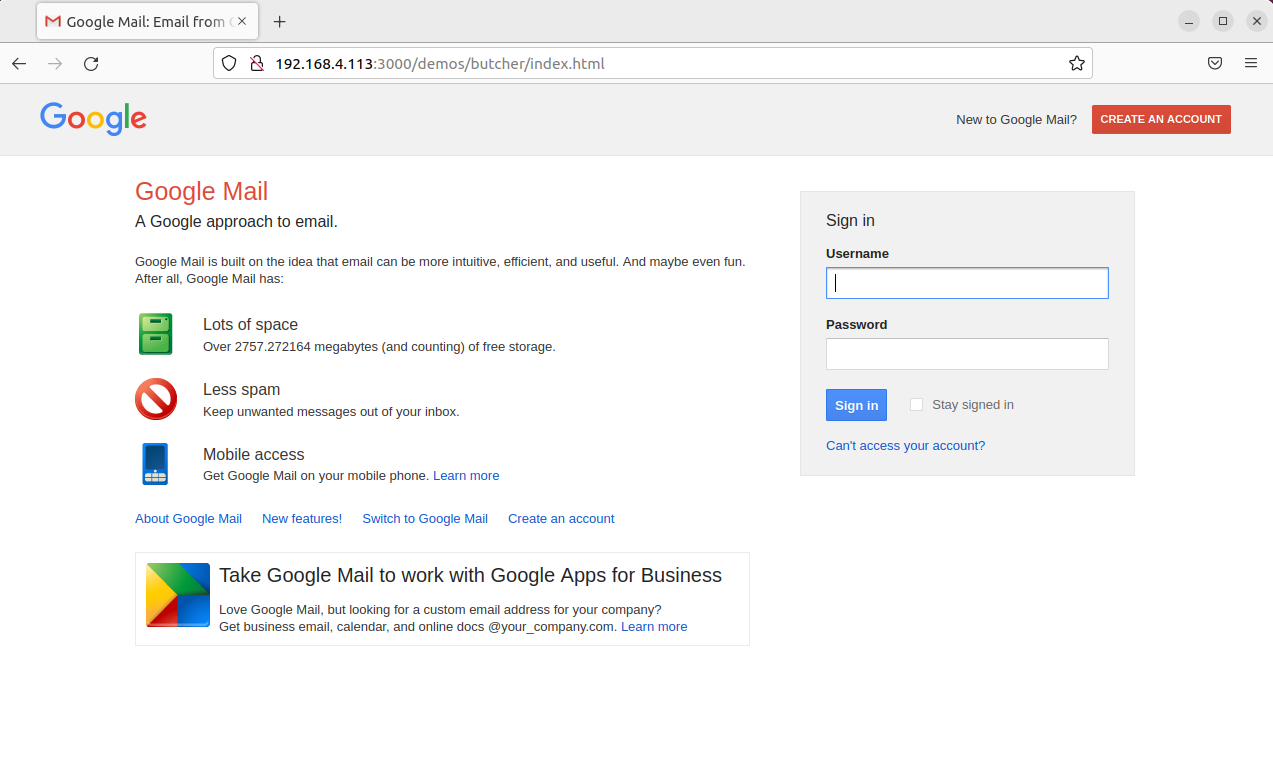 Google Mail: Email from
192.168.4.113:3000/demos/butcher/index.html
Google
New to Google Mail? CREATE AN ACCOUNT
Google Mail
A Google approach to email.
Google Mail is built on the idea that email can be more intuitive, efficient, and useful. And maybe even fun.
After all, Google Mail has:
Lots of space
Over 2757.272164 megabytes (and counting) of free storage.
Less spam
Keep unwanted messages out of your inbox.
Mobile access
Get Google Mail on your mobile phone. Learn more
About Google Mail New features! Switch to Google Mail Create an account
Take Google Mail to work with Google Apps for Business
Love Google Mail, but looking for a custom email address for your company?
Get business email, calendar, and online docs @your_company.com. Learn more
Sign in
Username
Password
Sign in Stay signed in
Can't access your account?